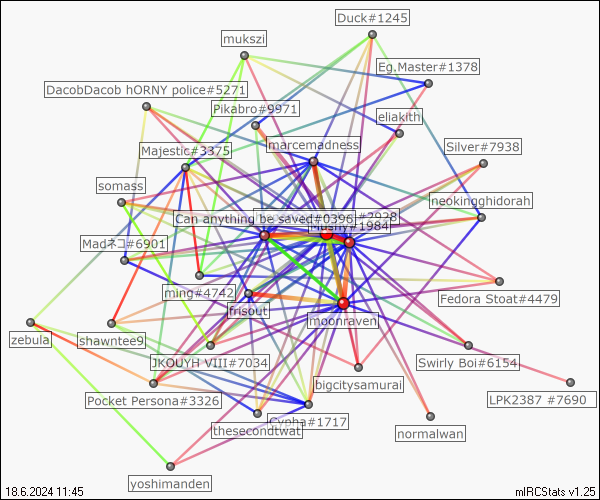 Duck#1245
mukszi
Eg.Master#1378
DacobDacob hORNY police#5271
Pikabro#9971
eliakith
marcemadness
Silver#7938
Majestic#3375
somass
neokingghidorah
Can anything be saved#0396
#2928
Mushy#1984
Madネコ#6901
ming#4742
Fedora Stoat#4479
frisout
moonraven
zebula
shawntee9
JKOUYH VIII#7034
Swirly Boi#6154
bigcitysamurai
Pocket Persona#3326
LPK2387 #7690
Cypha#1717
thesecondtwat
normalwan
yoshimanden
18.6.2024 11:45
mIRCStats v1.25